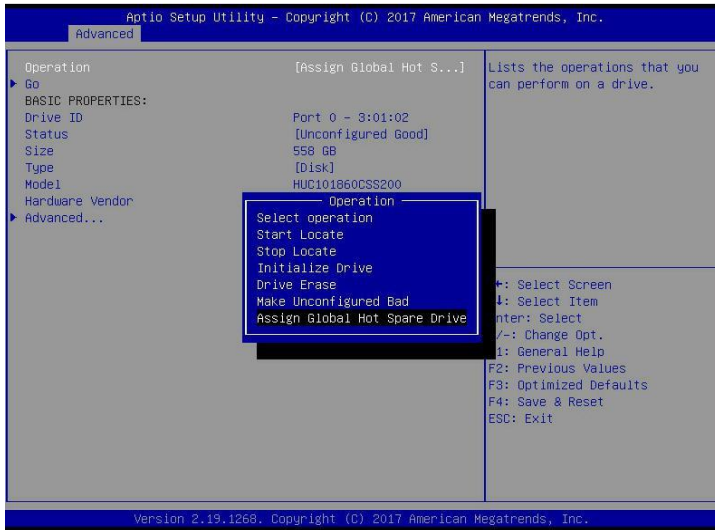 Aptio Setup Utility – Copyright (C) 2017 American Megatrends, Inc.
Advanced
Operation [Assign Global Hot S...]
Go
BASIC PROPERTIES:
Drive ID Port 0 - 3:01:02
Status [Unconfigured Good]
Size 558 GB
Type [Disk]
Model HUC101860CSS200
Hardware Vendor
Advanced...
Operation
Select operation
Start Locate
Stop Locate
Initialize Drive
Drive Erase
Make Unconfigured Bad
Assign Global Hot Spare Drive
Lists the operations that you
can perform on a drive.
: Select Screen
: Select Item
nter: Select
/-: Change Opt.
1: General Help
F2: Previous Values
F3: Optimized Defaults
F4: Save & Reset
ESC: Exit
Version 2.19.1268. Copyright (C) 2017 American Megatrends, Inc.